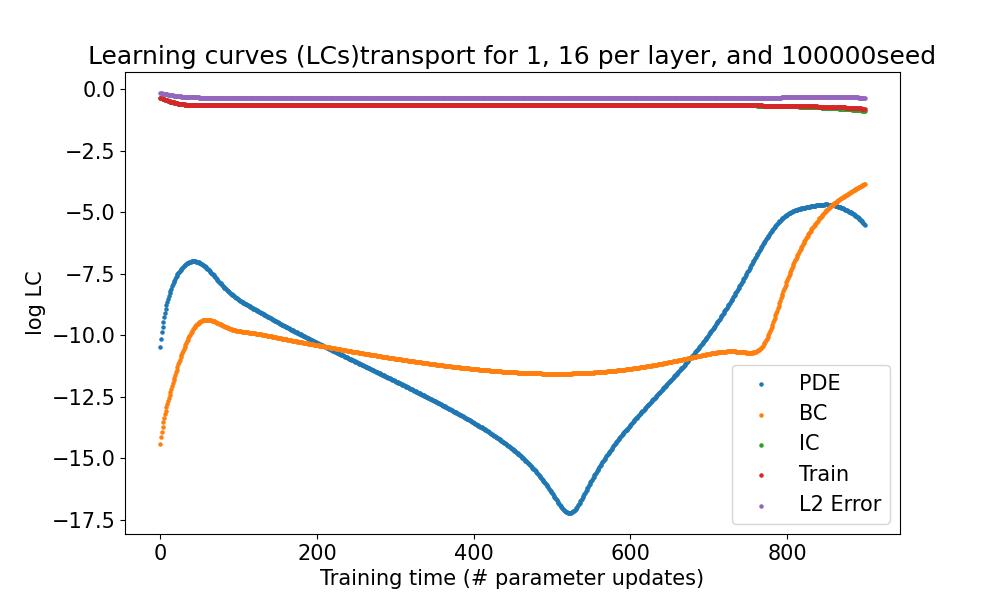 Learning curves (LCs)transport for 1, 16 per layer, and 100000seed
log LC
0.0
−2.5
−5.0
−7.5
−10.0
−12.5
−15.0
−17.5
PDE
BC
IC
Train
L2 Error
0 200 400 600 800
Training time (# parameter updates)